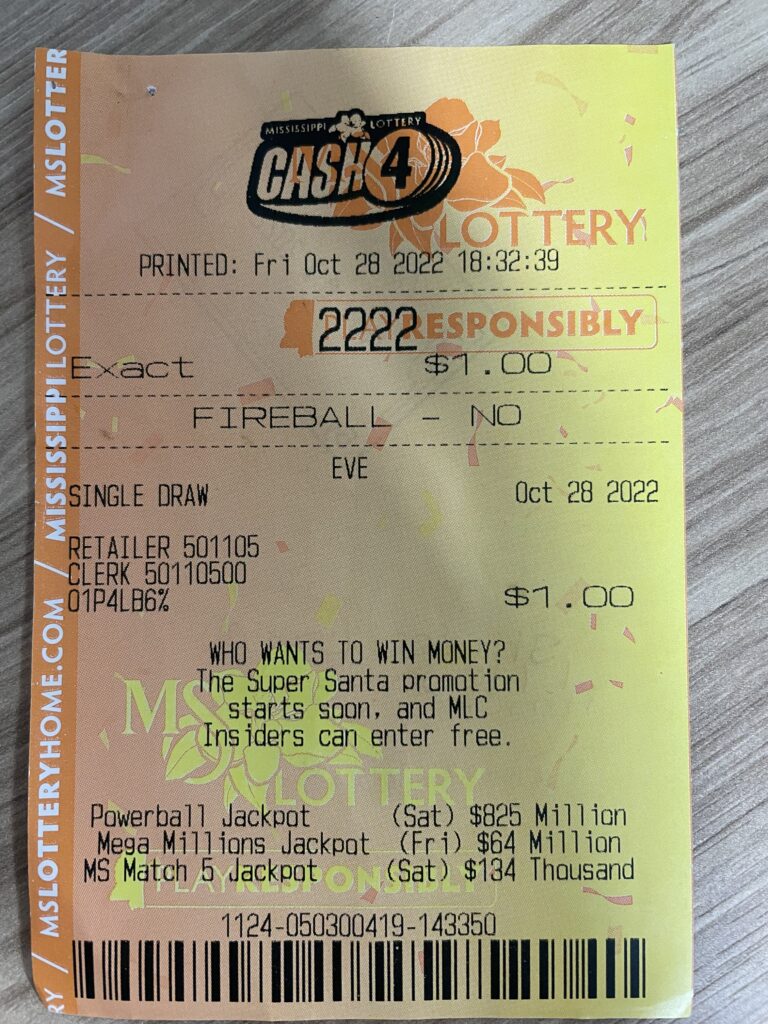 MISSISSIPPI LOTTERY
CASH 4
LOTTERY
PRINTED: Fri Oct 28 2022 18:32:39
PLAYRESPONSIBLY
2222
Exact $1.00
FIREBALL - NO
EVE
SINGLE DRAW Oct 28 2022
RETAILER 501105
CLERK 50110500
01P4LB6% $1.00
WHO WANTS TO WIN MONEY?
The Super Santa promotion
starts soon, and MLC
Insiders can enter free.
MS
LOTTERY
Powerball Jackpot (Sat) $825 Million
Mega Millions Jackpot (Fri) $64 Million
MS Match 5 Jackpot (Sat) $134 Thousand
PLAYRESPONSIBLY
1124-050300419-143350
RY / MSLOTTERYHOME.COM / MISSISSIPPI LOTTERY / MSLOTTER